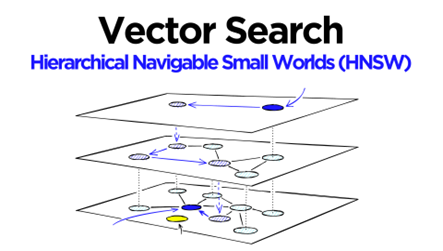 Vector Search
Hierarchical Navigable Small Worlds (HNSW)